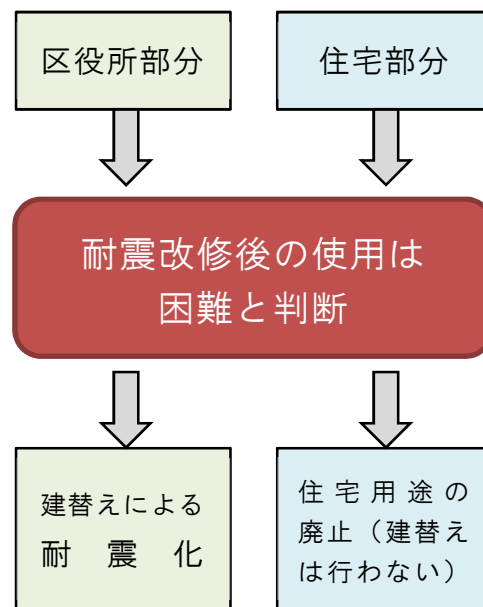 区役所部分
住宅部分
耐震改修後の使用は
困難と判断
建替えによる
耐震化
住宅用途の
廃止（建替え
は行わない）